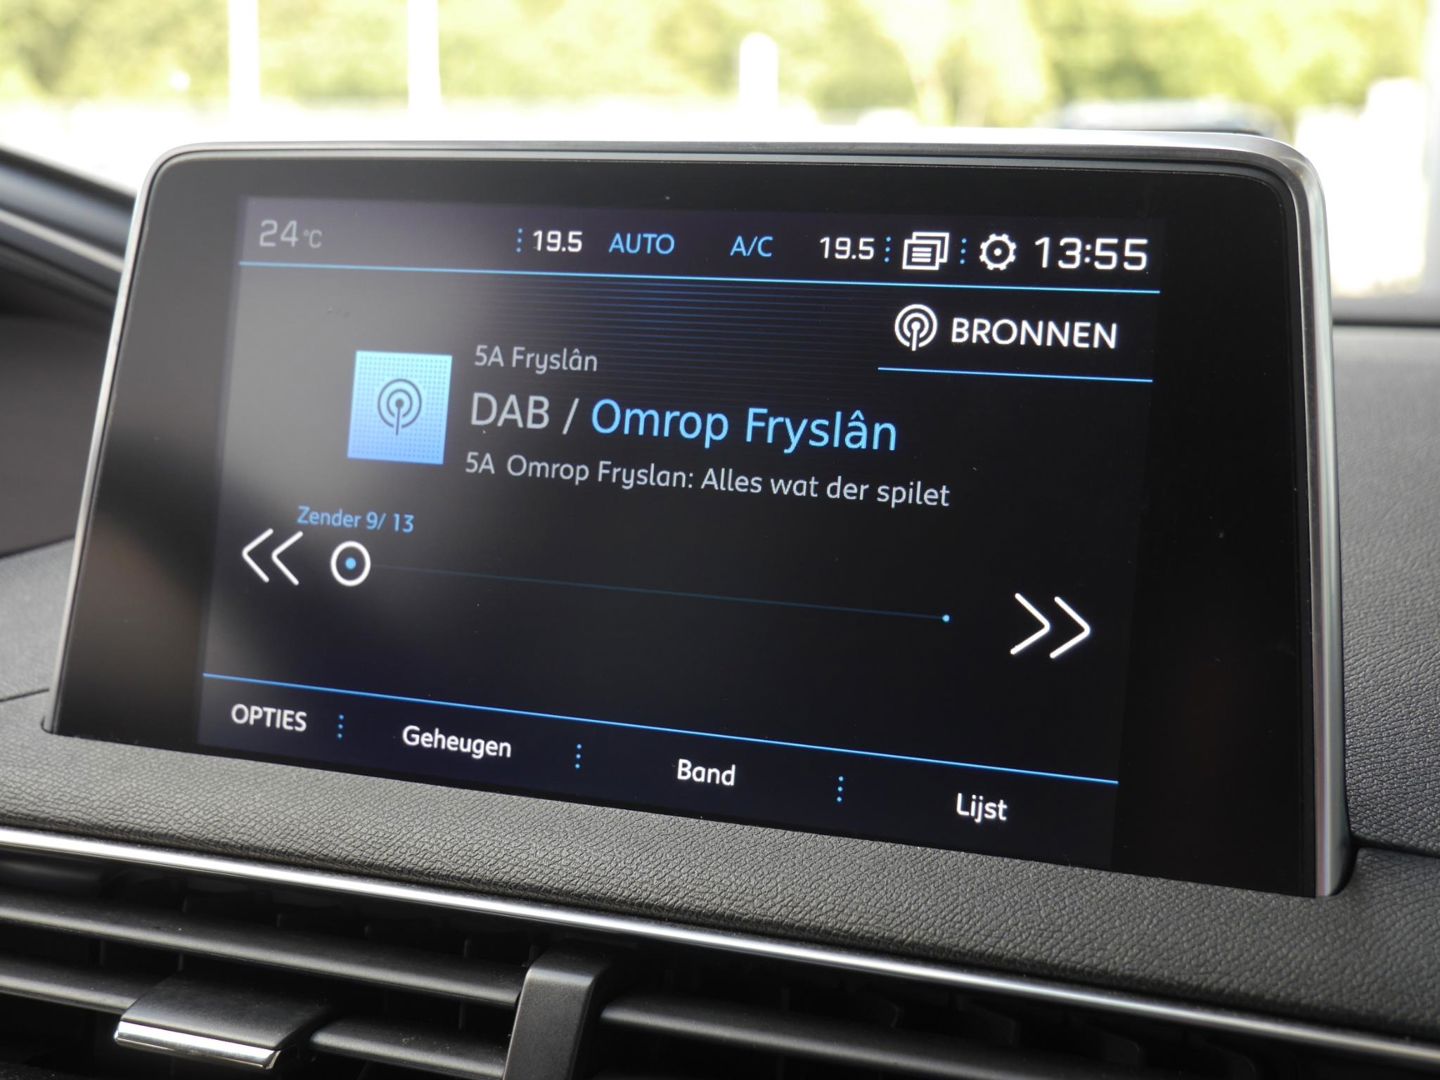 24°C 19.5 AUTO A/C 19.5 13:55
BRONNEN
5A Fryslân
DAB / Omrop Fryslân
5A Omrop Fryslan: Alles wat der spilet
Zender 9/ 13
OPTIES Geheugen Band Lijst